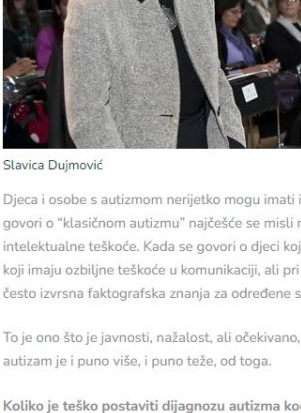 Slavica Dujmović
Djeca i osobe s autizmom nerijetko mogu imati i
govori o “klasičnom autizmu” najčešće se misli r
intelektualne teškoće. Kada se govori o djeci koj
koji imaju ozbiljne teškoće u komunikaciji, ali pri
često izvrsna faktografska znanja za određene s
To je ono što je javnosti, nažalost, ali očekivano,
autizam je i puno više, i puno teže, od toga.
Koliko je teško postaviti dijagnozu autizma ko